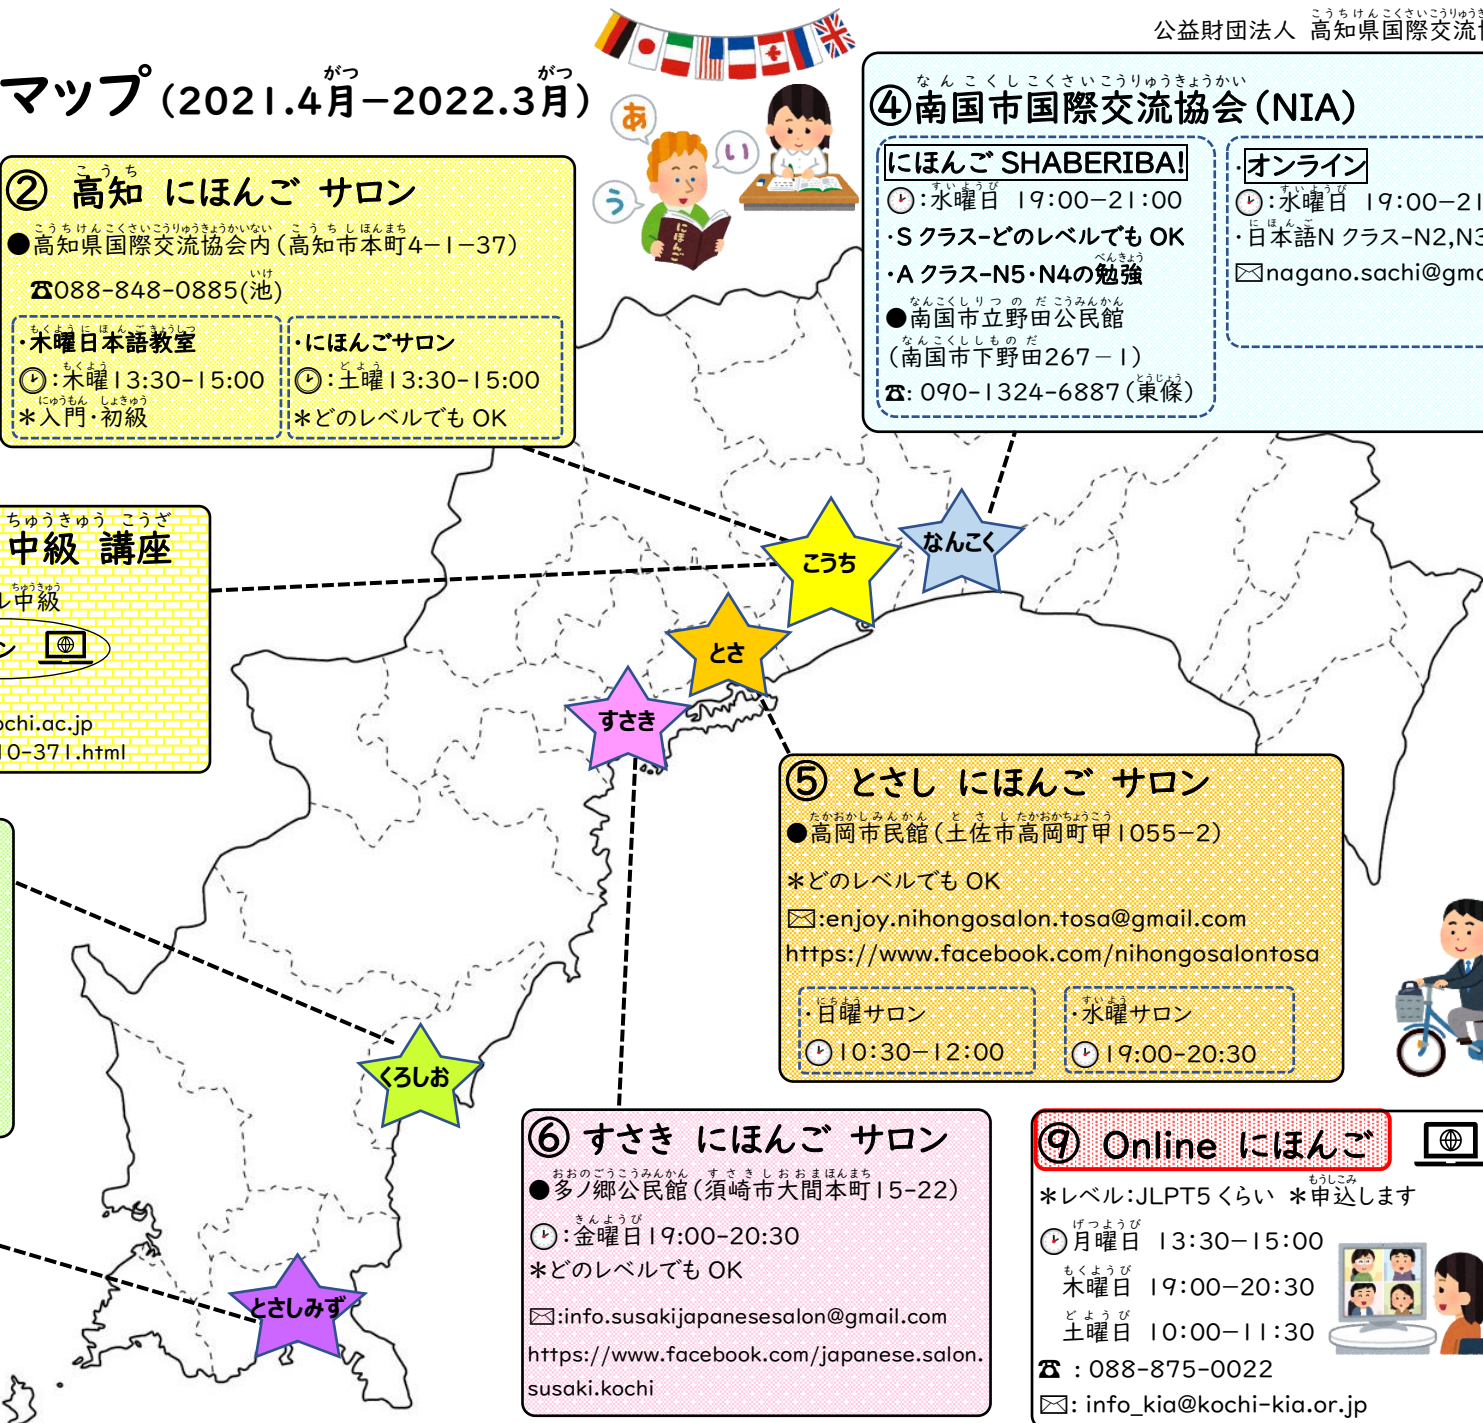 公益財団法人 高知県国際交流
マップ (2021.4月−2022.3月)
あ
い
う
にほんご
② 高知 にほんご サロン
●高知県国際交流協会内(高知市本町4−1−37)
☎088-848-0885(池)
・木曜日本語教室
:木曜13:30-15:00
*入門・初級
・にほんごサロン
:土曜13:30-15:00
*どのレベルでも OK
④南国市国際交流協会(NIA)
にほんご SHABERIBA!
:水曜日 19:00−21:00
・S クラス-どのレベルでも OK
・A クラス-N5・N4の勉強
●南国市立野田公民館
(南国市下野田267−1)
☎: 090-1324-6887(東條)
・オンライン
:水曜日 19:00−21
・日本語N クラス-N2,N3
✉nagano.sachi@gma
中級 講座
ル中級
ン
ochi.ac.jp
10-371.html
こうち
なんこく
とさ
すさき
くろしお
とさしみず
⑤ とさし にほんご サロン
●高岡市民館(土佐市高岡町甲1055−2)
*どのレベルでも OK
✉:enjoy.nihongosalon.tosa@gmail.com
https://www.facebook.com/nihongosalontosa
・日曜サロン
10:30−12:00
・水曜サロン
19:00-20:30
⑥ すさき にほんご サロン
●多ノ郷公民館(須崎市大間本町15-22)
:金曜日19:00-20:30
*どのレベルでも OK
✉:info.susakijapanesesalon@gmail.com
https://www.facebook.com/japanese.salon.
susaki.kochi
⑨ Online にほんご
*レベル:JLPT5 くらい *申込します
月曜日 13:30−15:00
木曜日 19:00−20:30
土曜日 10:00−11:30
☎ : 088-875-0022
✉: info_kia@kochi-kia.or.jp